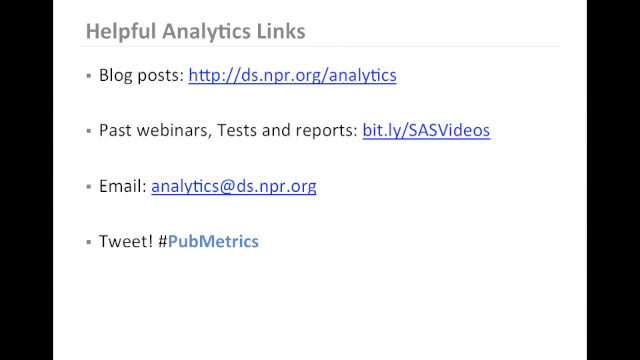 Helpful Analytics Links
▪ Blog posts: http://ds.npr.org/analytics
▪ Past webinars, Tests and reports: bit.ly/SASVideos
▪ Email: analytics@ds.npr.org
▪ Tweet! #PubMetrics